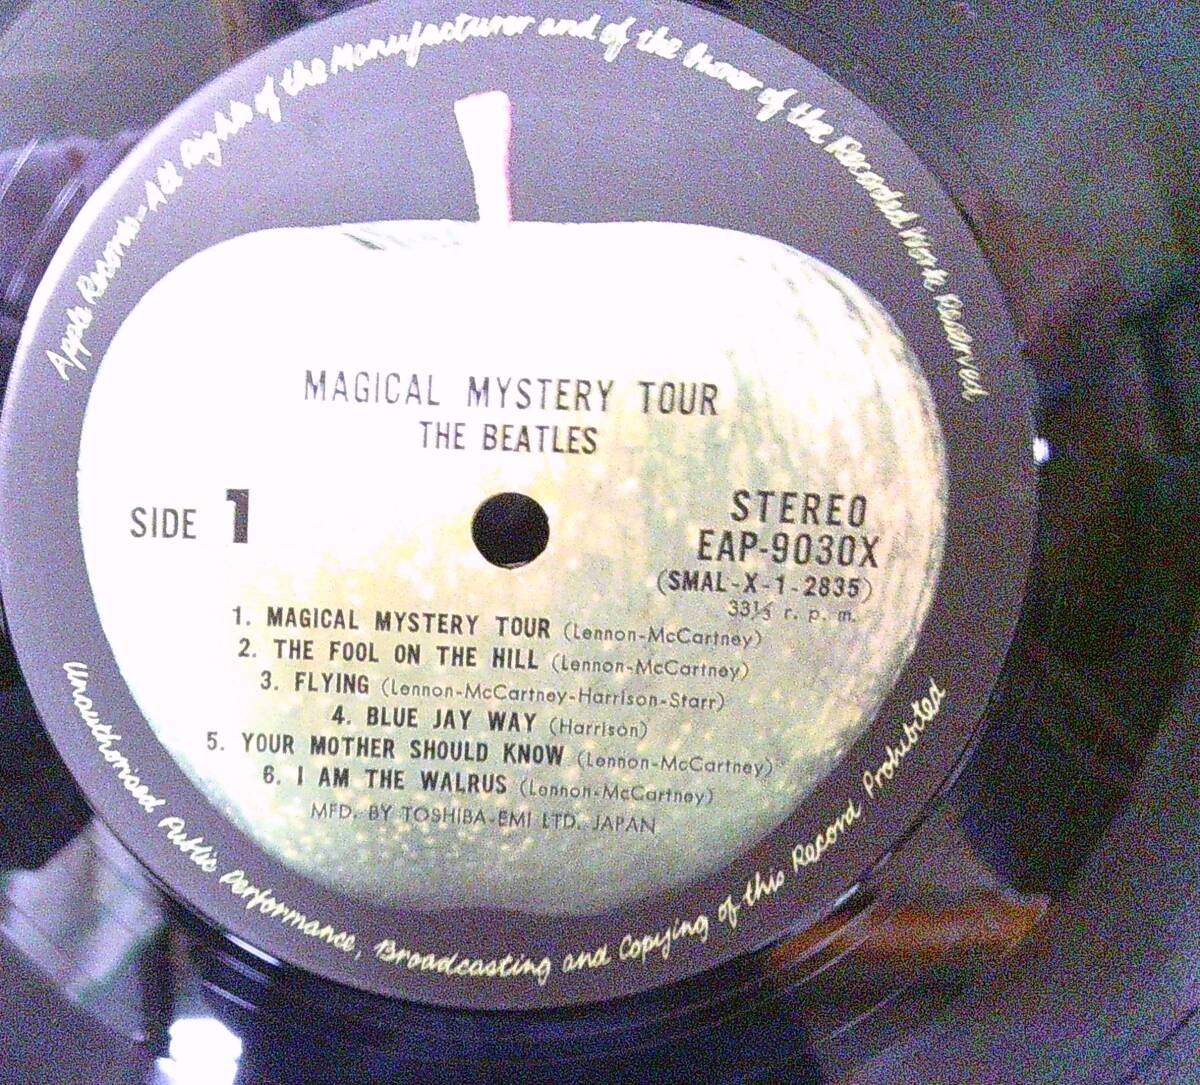 Apple Records-All Rights of the Manufacturer and of the Owner of the Recorded Work Reserved
MAGICAL MYSTERY TOUR
THE BEATLES
SIDE 1
STEREO
EAP-9030X
(SMAL-X-1-2835)
33⅓ r. p. m.
1. MAGICAL MYSTERY TOUR (Lennon-McCartney)
2. THE FOOL ON THE HILL (Lennon-McCartney)
3. FLYING (Lennon-McCartney-Harrison-Starr)
4. BLUE JAY WAY (Harrison)
5. YOUR MOTHER SHOULD KNOW (Lennon-McCartney)
6. I AM THE WALRUS (Lennon-McCartney)
MFD. BY TOSHIBA-EMI LTD. JAPAN
Unauthorised Public Performance, Broadcasting and Copying of this Record Prohibited